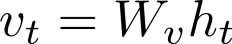 v_t = W_v h_t